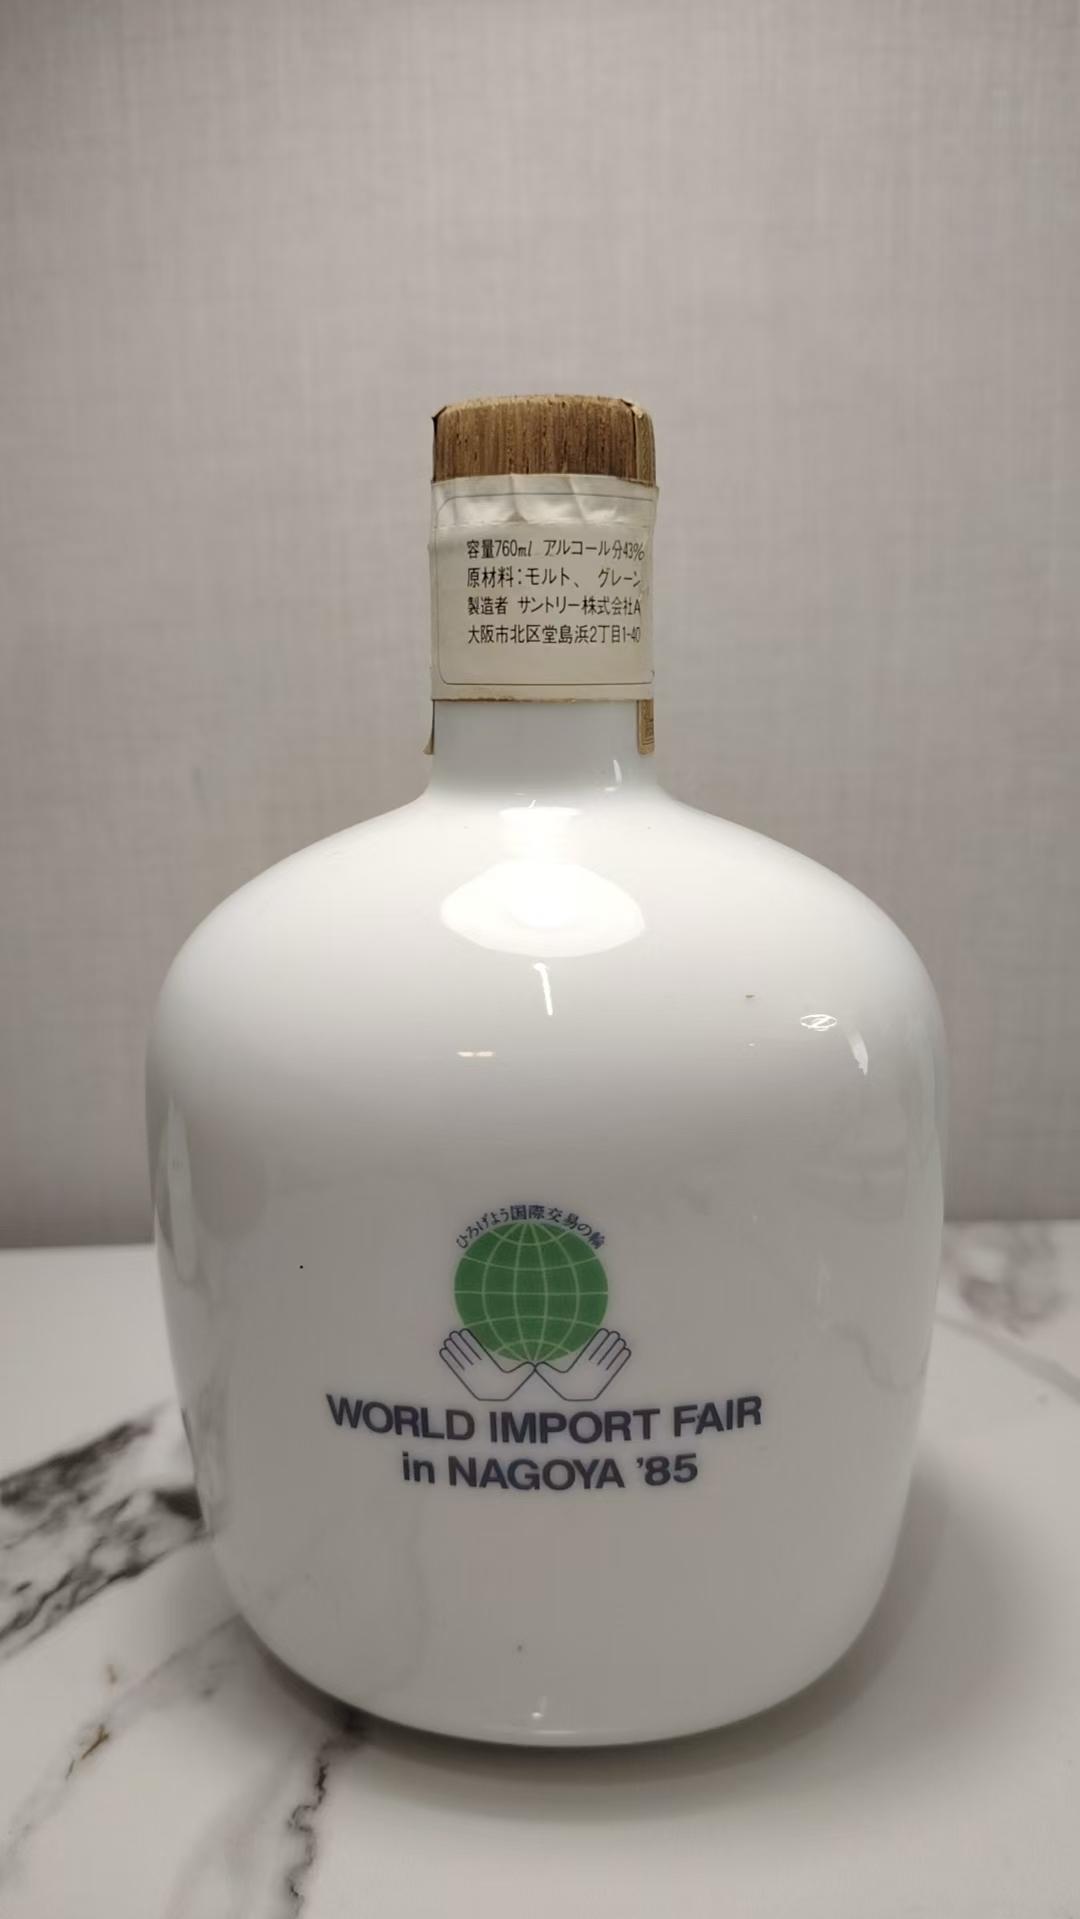 容量760ml アルコール分43%
原材料:モルト、グレーン
製造者 サントリー株式会社A
大阪市北区堂島浜2丁目1-40
ひろげよう国際交易の輪
WORLD IMPORT FAIR
in NAGOYA '85